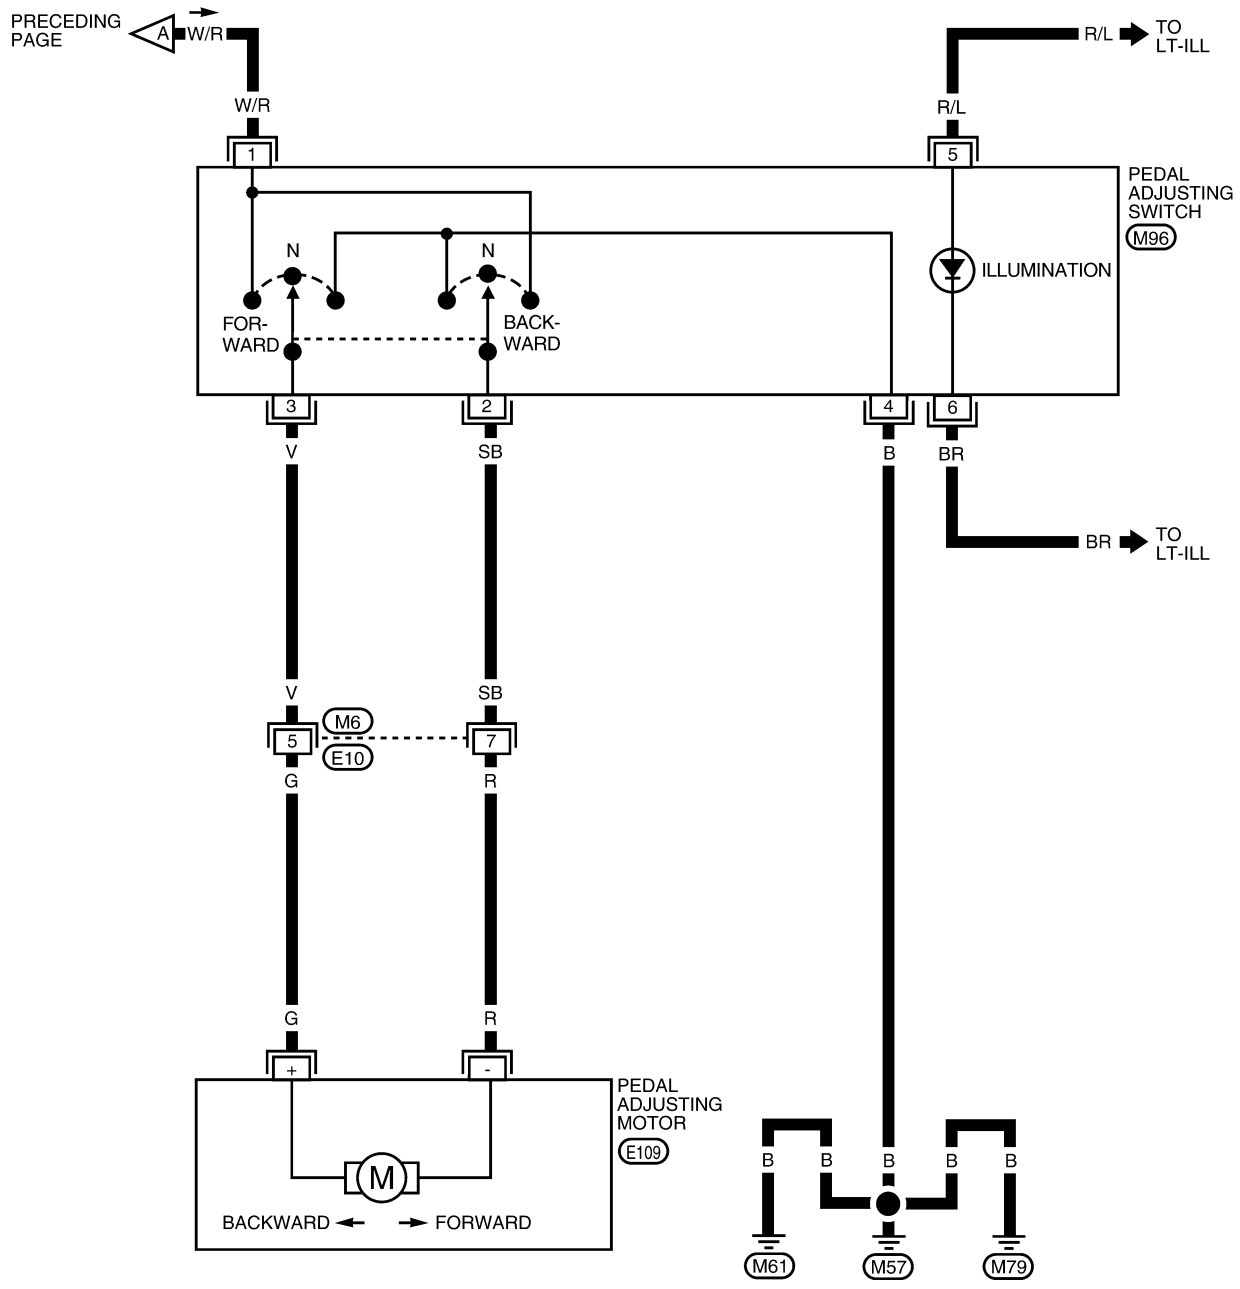 PRECEDING
PAGE
A
W/R
W/R
1
R/L
TO
LT-ILL
R/L
5
PEDAL
ADJUSTING
SWITCH
M96
N
N
ILLUMINATION
FOR-
WARD
BACK-
WARD
3
2
4
6
V
SB
B
BR
BR
TO
LT-ILL
V
SB
5
M6
E10
7
G
R
G
R
+
-
PEDAL
ADJUSTING
MOTOR
E109
M
BACKWARD
FORWARD
B
B
B
B
B
M61
M57
M79